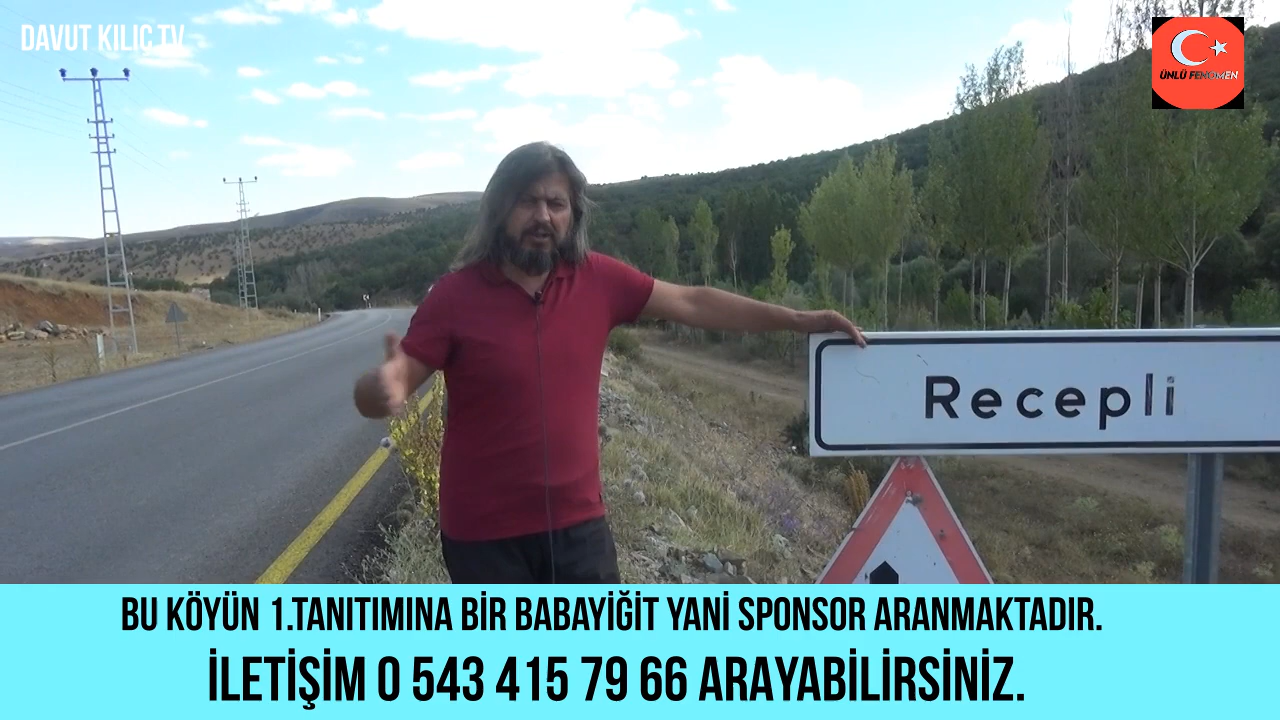 DAVUT KILIÇ TV
ÜNLÜ FENOMEN
Recepli
BU KÖYÜN 1.TANITIMINA BİR BABAYİĞİT YANİ SPONSOR ARANMAKTADIR.
İLETİŞİM 0 543 415 79 66 ARAYABİLİRSİNİZ.